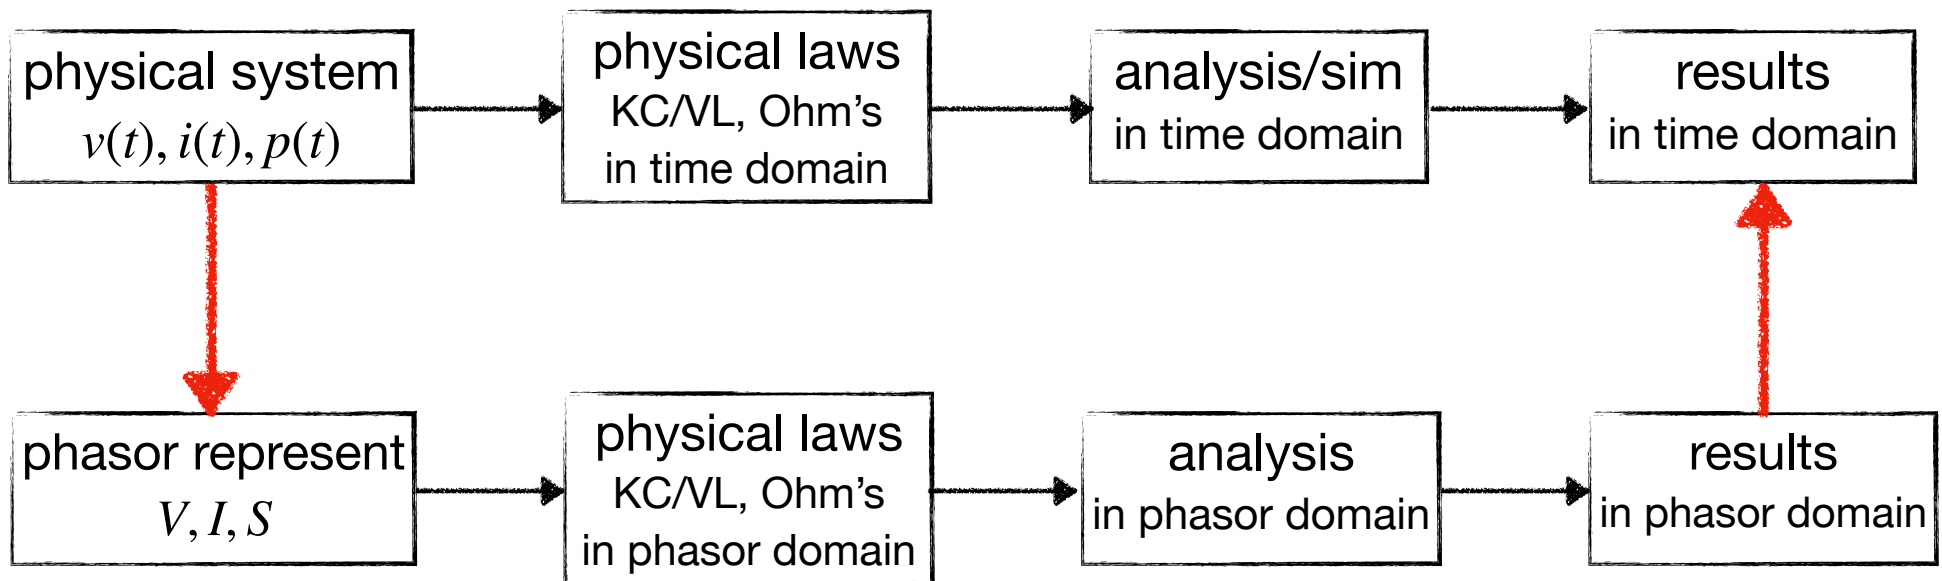 physical system
v(t), i(t), p(t)
physical laws
KC/VL, Ohm's
in time domain
analysis/sim
in time domain
results
in time domain
phasor represent
V, I, S
physical laws
KC/VL, Ohm's
in phasor domain
analysis
in phasor domain
results
in phasor domain